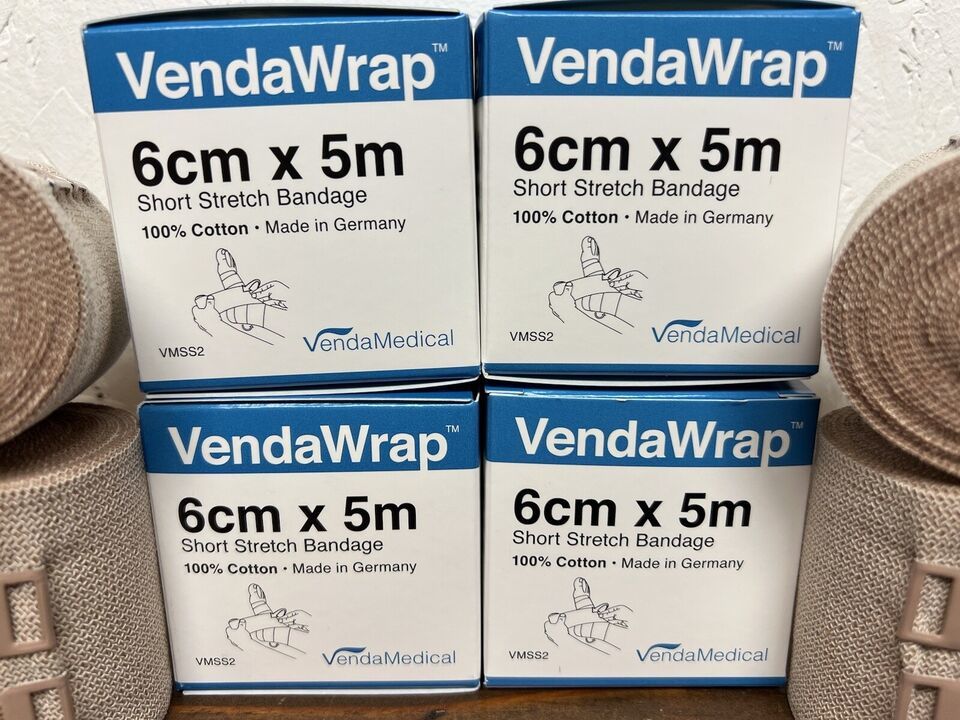 VendaWrap™
6cm x 5m
Short Stretch Bandage
100% Cotton • Made in Germany
VMSS2
VendaMedical
VendaWrap™
6cm x 5m
Short Stretch Bandage
100% Cotton • Made in Germany
VMSS2
VendaMedical
VendaWrap™
6cm x 5m
Short Stretch Bandage
100% Cotton • Made in Germany
VMSS2
VendaMedical
VendaWrap™
6cm x 5m
Short Stretch Bandage
100% Cotton • Made in Germany
VMSS2
VendaMedical